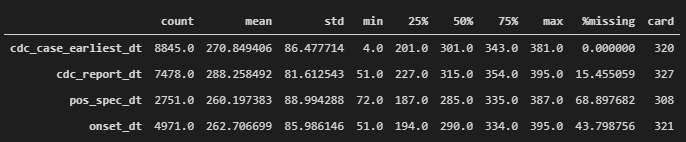 count mean std min 25% 50% 75% max %missing card
cdc_case_earliest_dt 8845.0 270.849406 86.477714 4.0 201.0 301.0 343.0 381.0 0.000000 320
cdc_report_dt 7478.0 288.258492 81.612543 51.0 227.0 315.0 354.0 395.0 15.455059 327
pos_spec_dt 2751.0 260.197383 88.994288 72.0 187.0 285.0 335.0 387.0 68.897682 308
onset_dt 4971.0 262.706699 85.986146 51.0 194.0 290.0 334.0 395.0 43.798756 321